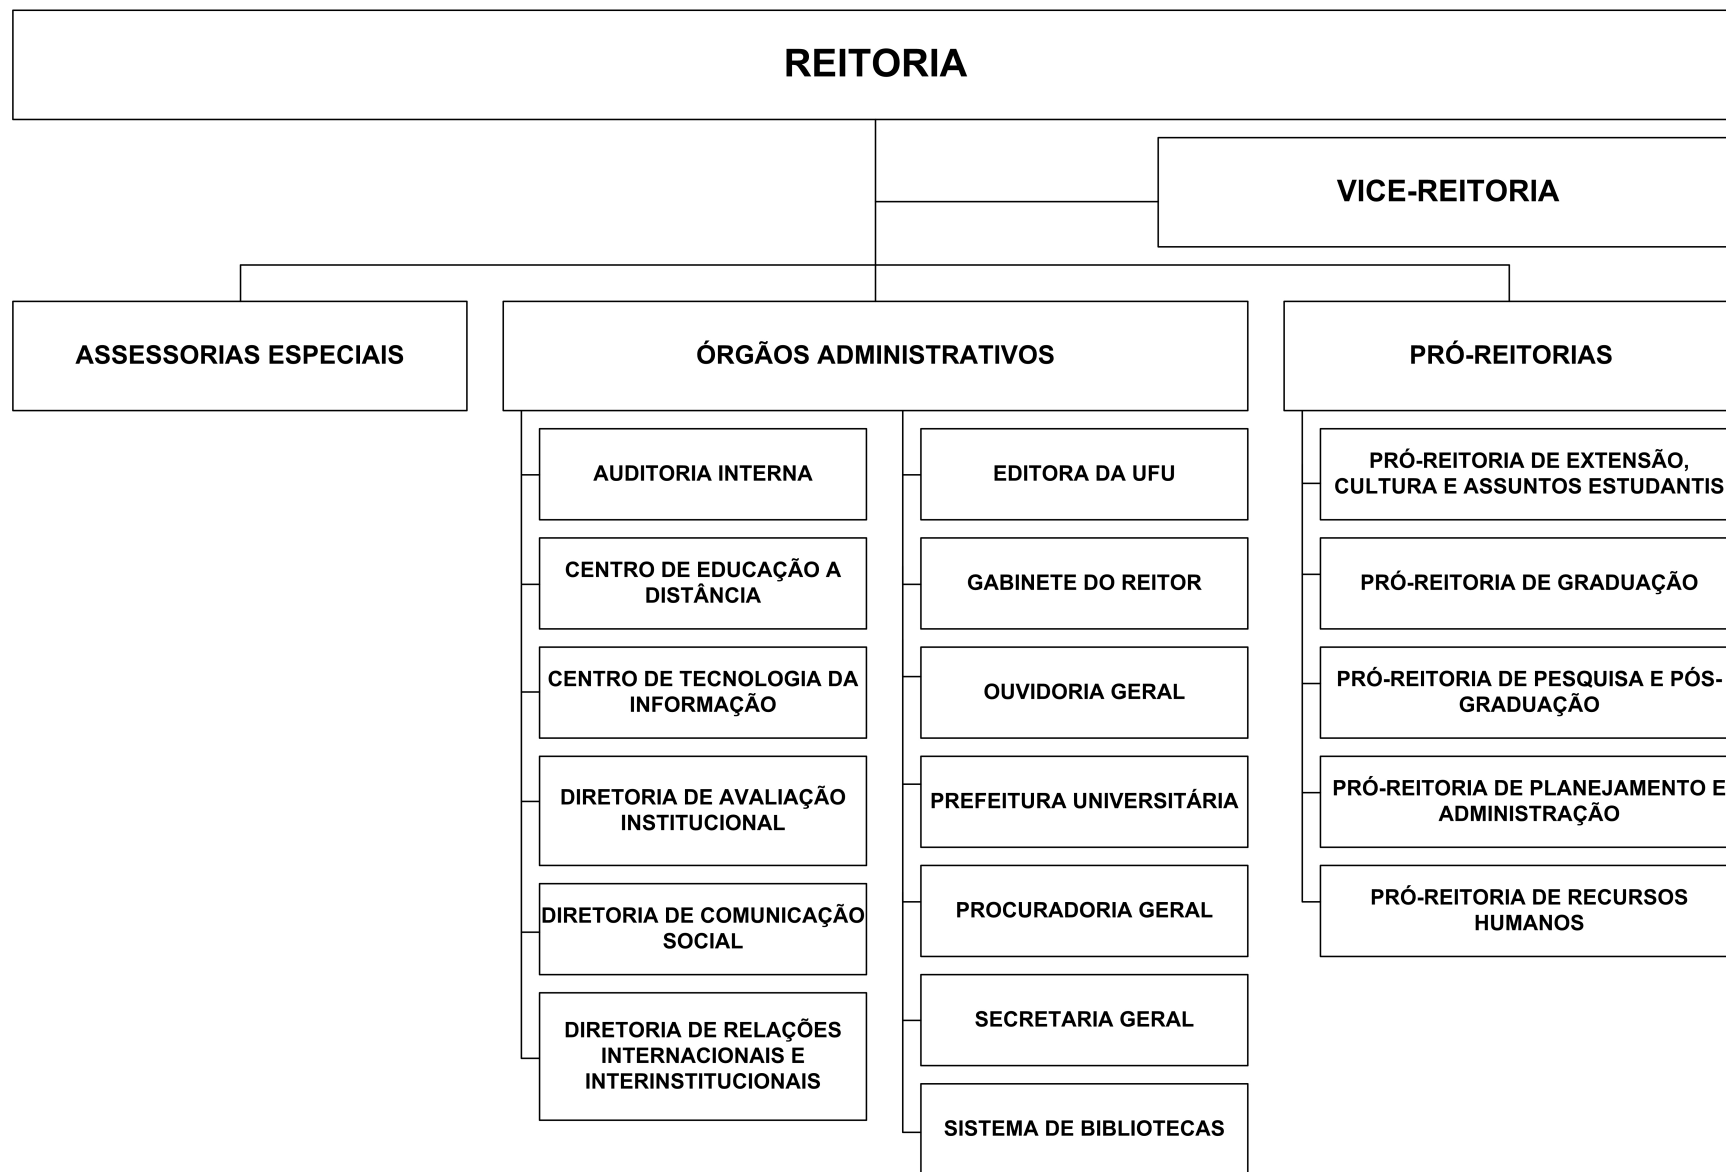 REITORIA
VICE-REITORIA
ASSESSORIAS ESPECIAIS
ÓRGÃOS ADMINISTRATIVOS
PRÓ-REITORIAS
AUDITORIA INTERNA
CENTRO DE EDUCAÇÃO A
DISTÂNCIA
CENTRO DE TECNOLOGIA DA
INFORMAÇÃO
DIRETORIA DE AVALIAÇÃO
INSTITUCIONAL
DIRETORIA DE COMUNICAÇÃO
SOCIAL
DIRETORIA DE RELAÇÕES
INTERNACIONAIS E
INTERINSTITUCIONAIS
EDITORA DA UFU
GABINETE DO REITOR
OUVIDORIA GERAL
PREFEITURA UNIVERSITÁRIA
PROCURADORIA GERAL
SECRETARIA GERAL
SISTEMA DE BIBLIOTECAS
PRÓ-REITORIA DE EXTENSÃO,
CULTURA E ASSUNTOS ESTUDANTIS
PRÓ-REITORIA DE GRADUAÇÃO
PRÓ-REITORIA DE PESQUISA E PÓS-
GRADUAÇÃO
PRÓ-REITORIA DE PLANEJAMENTO E
ADMINISTRAÇÃO
PRÓ-REITORIA DE RECURSOS
HUMANOS